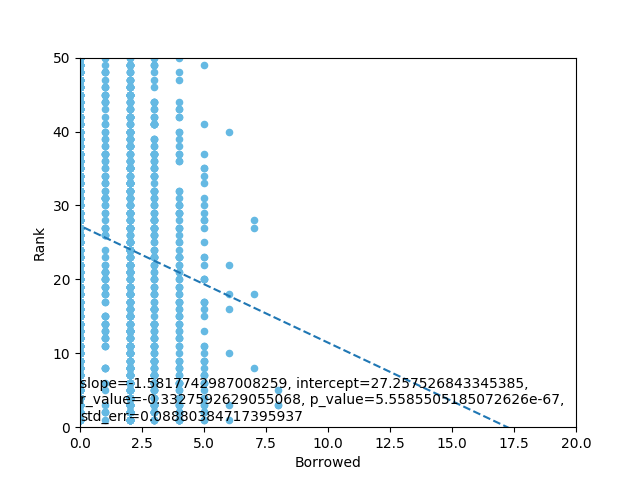 50
40
30
20
10
0
Rank
slope=-1.5817742987008259, intercept=27.257526843345385,
r_value=-0.3327592629055068, p_value=5.5585505185072626e-67,
std_err=0.08880384717395937
0.0 2.5 5.0 7.5 10.0 12.5 15.0 17.5 20.0
Borrowed